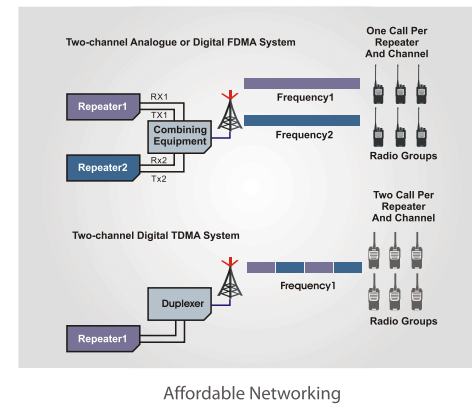 Two-channel Analogue or Digital FDMA System
One Call Per
Repeater
And Channel
Repeater1
RX1
TX1
Combining
Equipment
Frequency1
Repeater2
Rx2
Tx2
Frequency2
Radio Groups
Two Call Per
Repeater
And Channel
Two-channel Digital TDMA System
Duplexer
Frequency1
Repeater1
Radio Groups
Affordable Networking